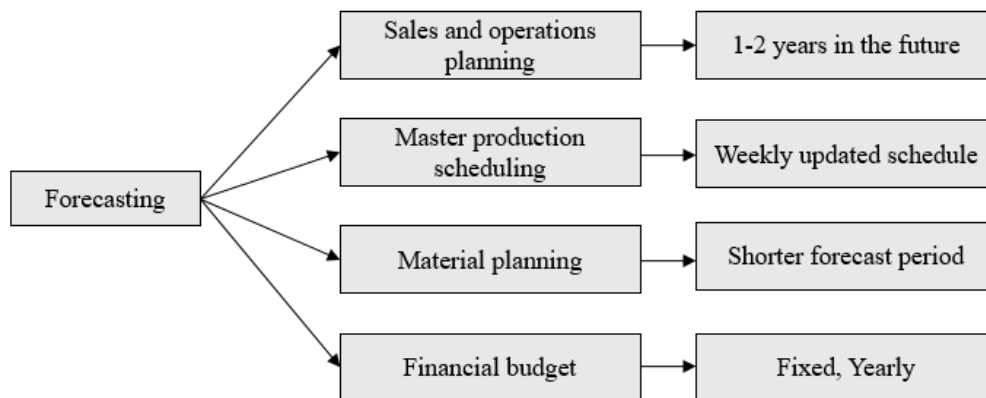 Sales and operations
planning
1-2 years in the future
Master production
scheduling
Weekly updated schedule
Forecasting
Material planning
Shorter forecast period
Financial budget
Fixed, Yearly